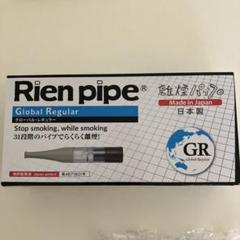 Rien pipe®
離煙パイプ®
Made in Japan
日本製
Global Regular
グローバル・レギュラー
Stop smoking, while smoking
31段階のパイプでらくらく離煙!
GR
Global Regular